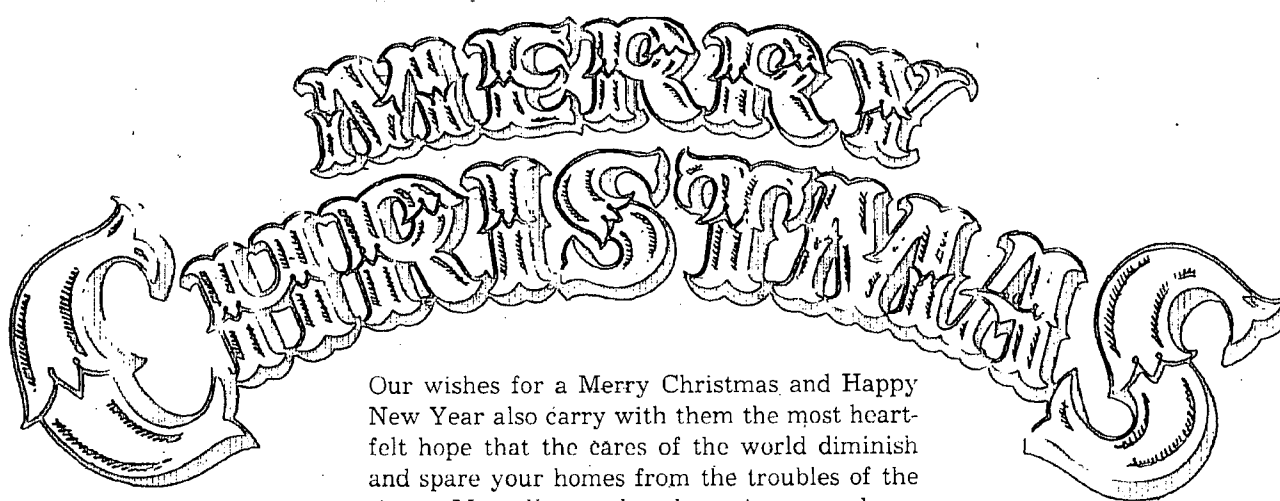 MERRY
CHRISTMAS
Our wishes for a Merry Christmas and Happy
New Year also carry with them the most heart-
felt hope that the cares of the world diminish
and spare your homes from the troubles of the